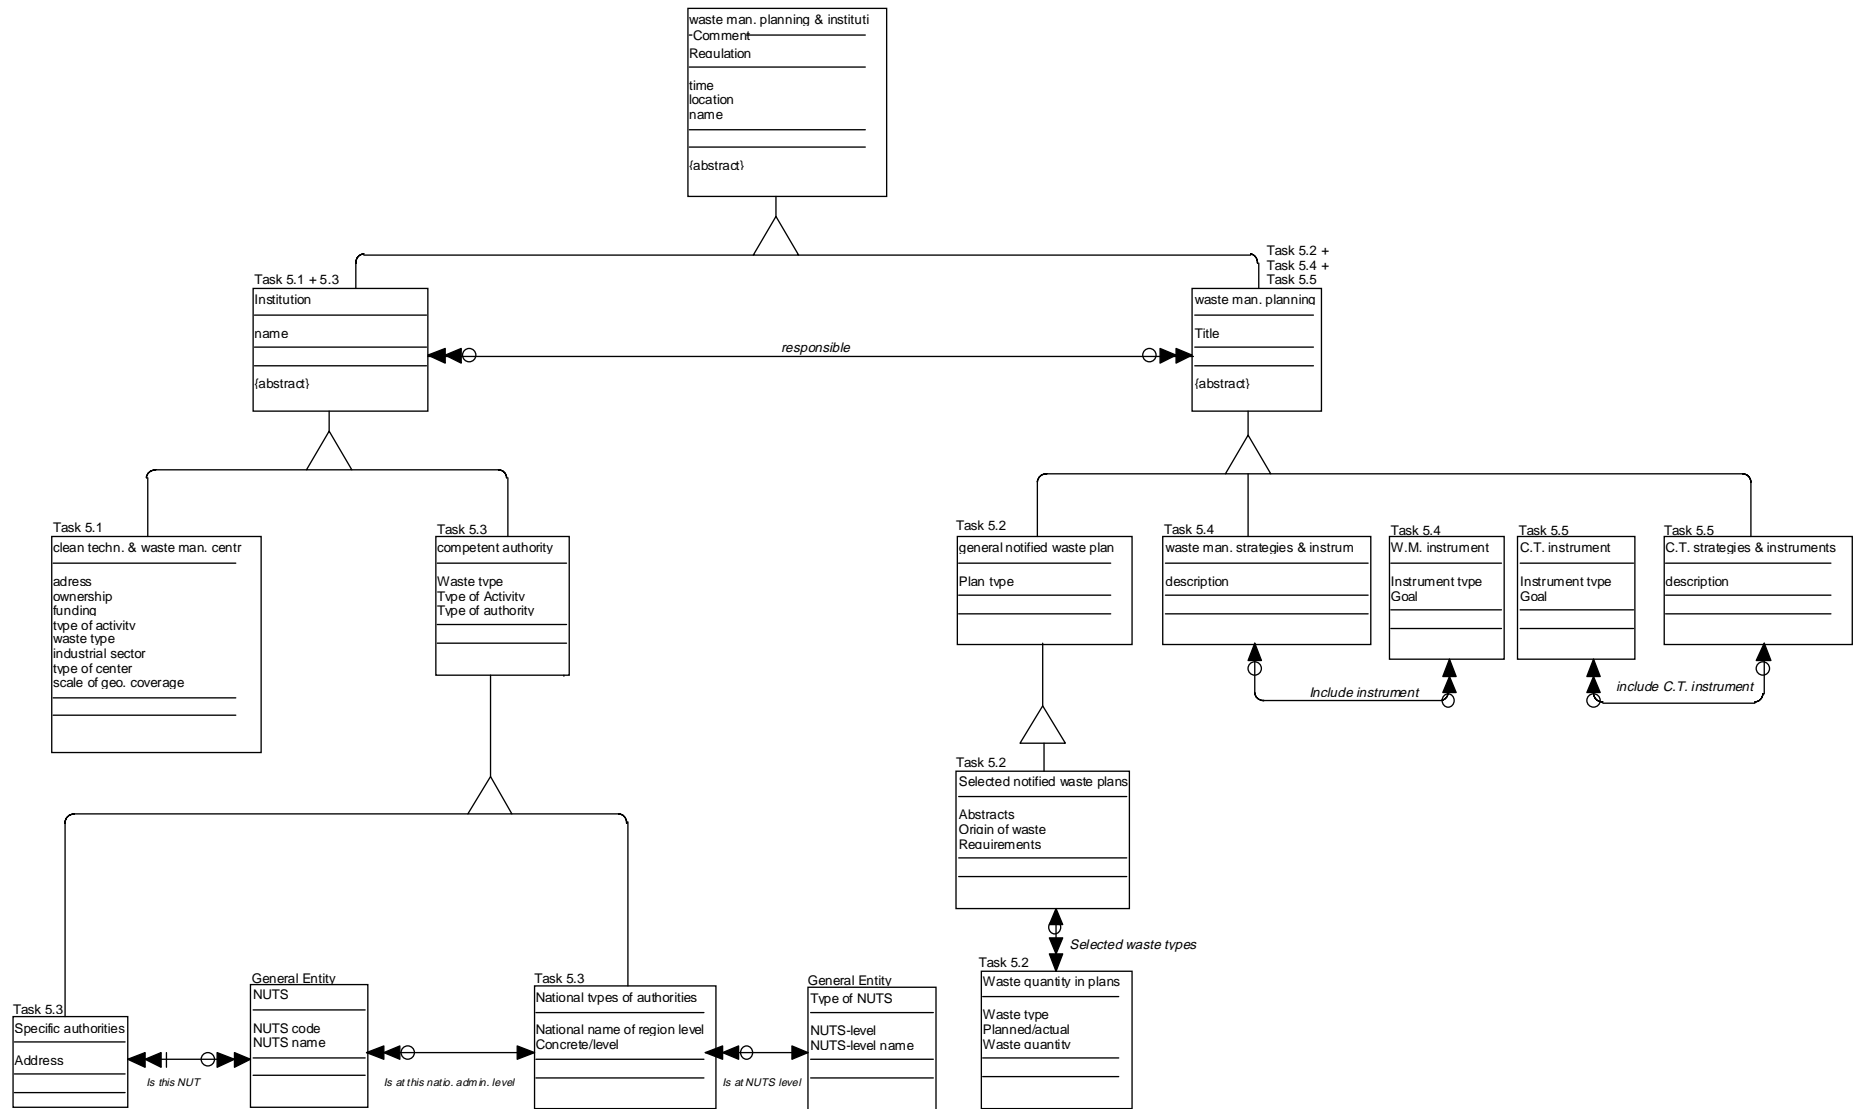 waste man. planning & instituti
-Comment
Regulation
time
location
name
{abstract}
Task 5.1 + 5.3
Institution
name
{abstract}
responsible
Task 5.2 +
Task 5.4 +
Task 5.5
waste man. planning
Title
{abstract}
Task 5.1
clean techn. & waste man. centr
adress
ownership
funding
type of activity
waste type
industrial sector
type of center
scale of geo. coverage
Task 5.3
competent authority
Waste type
Type of Activity
Type of authority
Task 5.2
general notified waste plan
Plan type
Task 5.4
waste man. strategies & instrum
description
Task 5.4
W.M. instrument
Instrument type
Goal
Task 5.5
C.T. instrument
Instrument type
Goal
Task 5.5
C.T. strategies & instruments
description
Include instrument
include C.T. instrument
Task 5.2
Selected notified waste plans
Abstracts
Origin of waste
Requirements
Selected waste types
Task 5.2
Waste quantity in plans
Waste type
Planned/actual
Waste quantity
Task 5.3
Specific authorities
Address
Is this NUT
General Entity
NUTS
NUTS code
NUTS name
Is at this natio. admin. level
Task 5.3
National types of authorities
National name of region level
Concrete/level
Is at NUTS level
General Entity
Type of NUTS
NUTS-level
NUTS-level name